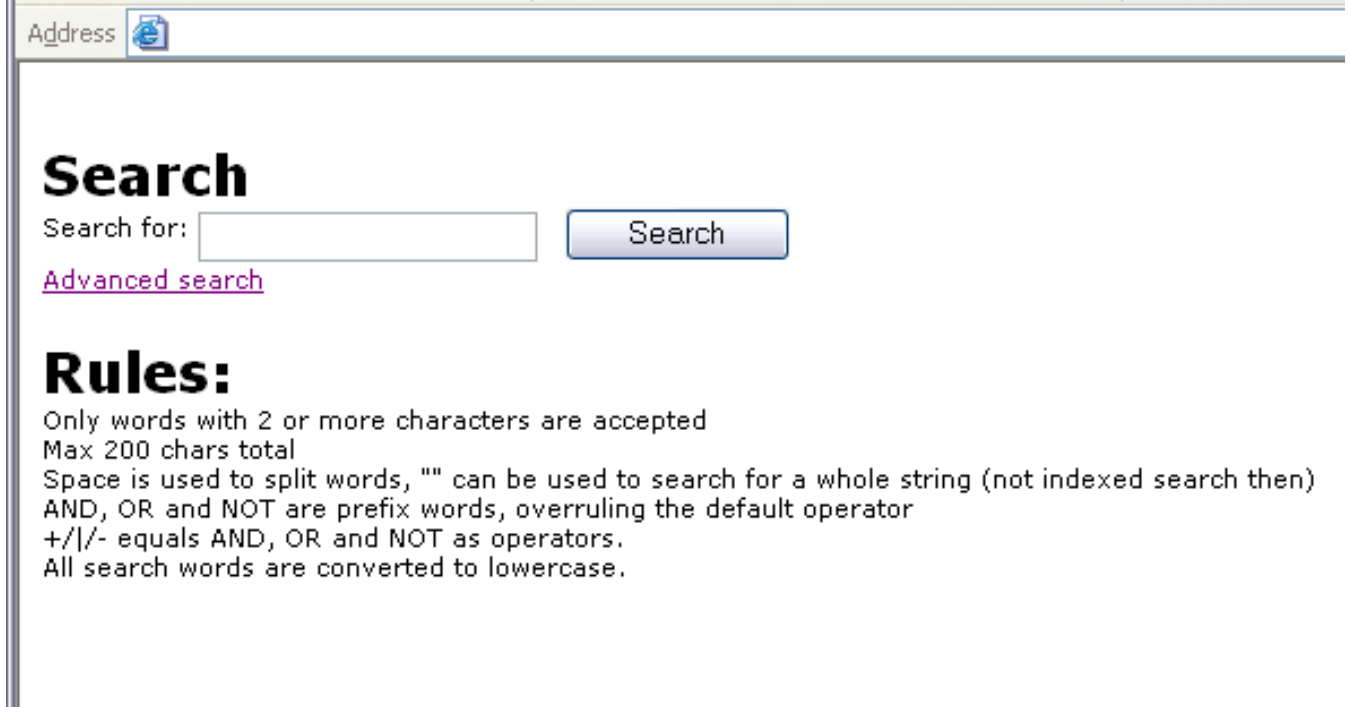 Address
Search
Search for:
Search
Advanced search
Rules:
Only words with 2 or more characters are accepted
Max 200 chars total
Space is used to split words, "" can be used to search for a whole string (not indexed search then)
AND, OR and NOT are prefix words, overruling the default operator
+/|/- equals AND, OR and NOT as operators.
All search words are converted to lowercase.